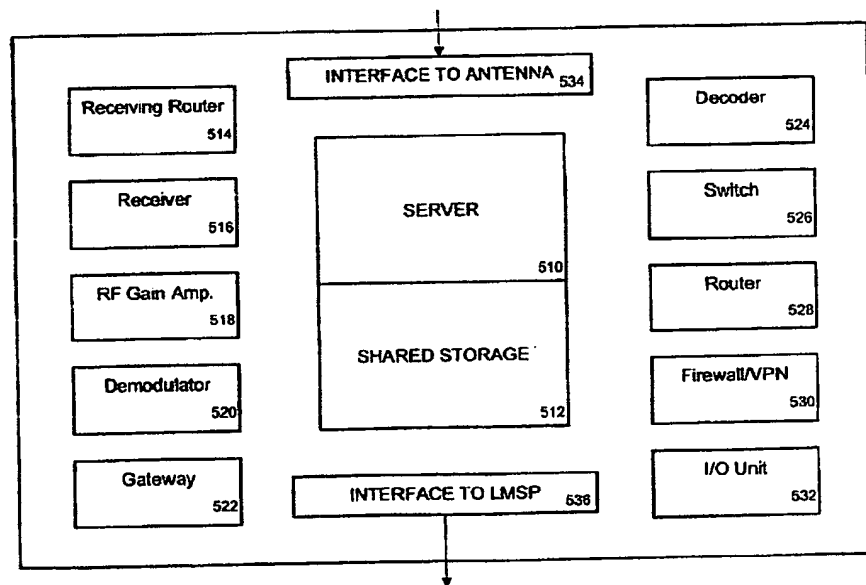 INTERFACE TO ANTENNA 534
Receiving Router
514
Receiver
516
RF Gain Amp.
518
Demodulator
520
Gateway
522
SERVER
510
SHARED STORAGE
512
INTERFACE TO LMSP 536
Decoder
524
Switch
526
Router
528
Firewall/VPN
530
I/O Unit
532